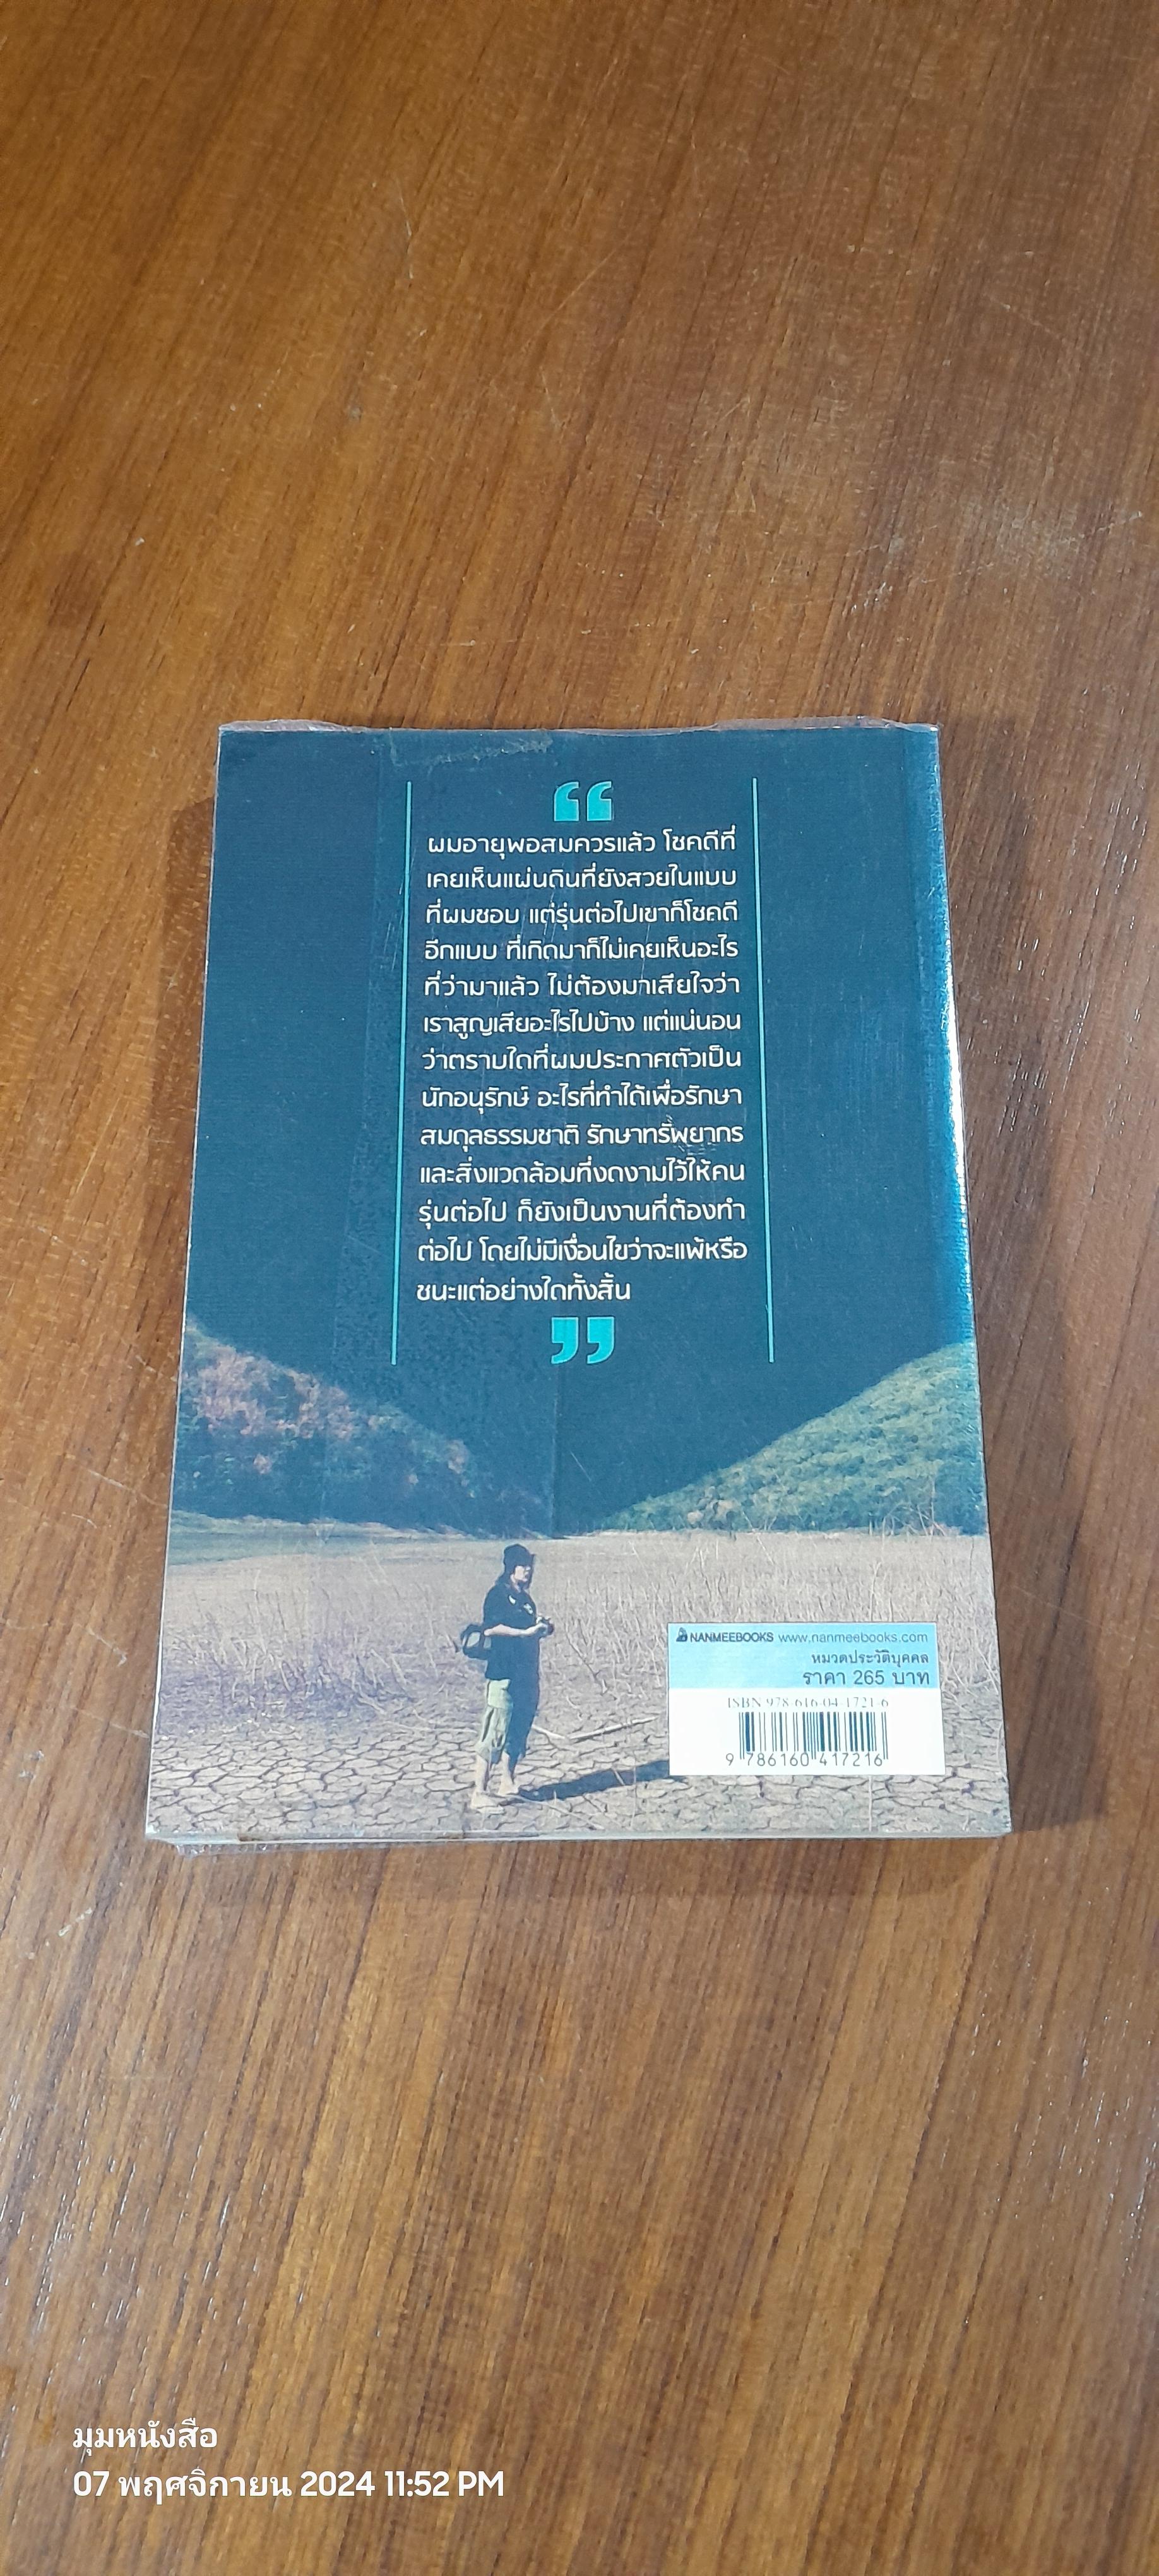 “
ผมอายุพอสมควรแล้ว โชคดีที่
เคยเห็นแผ่นดินที่ยังสวยในแบบ
ที่ผมชอบ แต่รุ่นต่อไปเขาก็โชคดี
อีกแบบ ที่เกิดมาก็ไม่เคยเห็นอะไร
ที่ว่ามาแล้ว ไม่ต้องมาเสียใจว่า
เราสูญเสียอะไรไปบ้าง แต่แน่นอน
ว่าตราบใดที่ผมประกาศตัวเป็น
นักอนุรักษ์ อะไรที่ทำได้เพื่อรักษา
สมดุลธรรมชาติ รักษาทรัพยากร
และสิ่งแวดล้อมที่งดงามไว้ให้คน
รุ่นต่อไป ก็ยังเป็นงานที่ต้องทำ
ต่อไป โดยไม่มีเงื่อนไขว่าจะแพ้หรือ
ชนะแต่อย่างใดทั้งสิ้น
”
NANMEEBOOKS www.nanmeebooks.com
หมวดประวัติบุคคล
ราคา 265 บาท
ISBN 978-616-04-1721-6
9 786160 417216
มุมหนังสือ
07 พฤศจิกายน 2024 11:52 PM